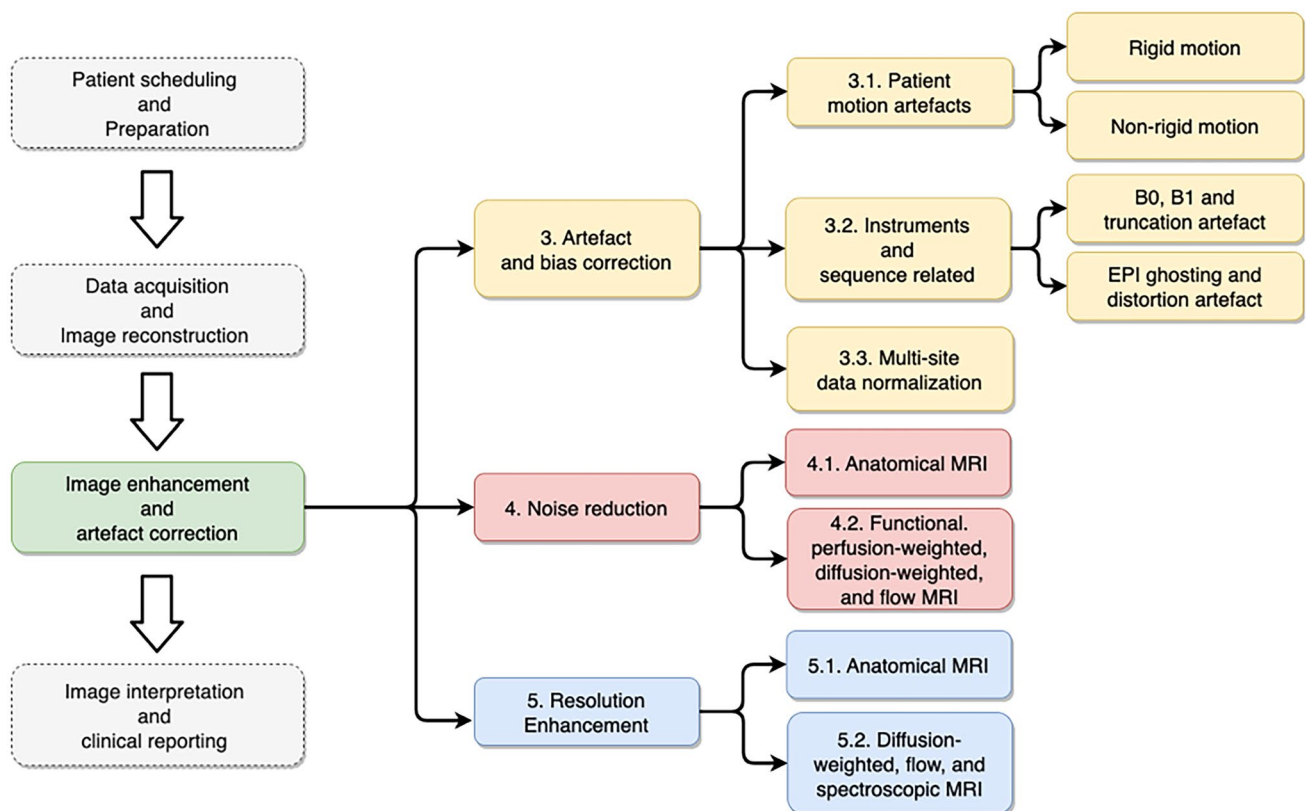 Patient scheduling
and
Preparation
Data acquisition
and
Image reconstruction
Image enhancement
and
artefact correction
Image interpretation
and
clinical reporting
3. Artefact
and bias correction
3.1. Patient
motion artefacts
Rigid motion
Non-rigid motion
3.2. Instruments
and
sequence related
B0, B1 and
truncation artefact
EPI ghosting and
distortion artefact
3.3. Multi-site
data normalization
4. Noise reduction
4.1. Anatomical MRI
4.2. Functional.
perfusion-weighted,
diffusion-weighted,
and flow MRI
5. Resolution
Enhancement
5.1. Anatomical MRI
5.2. Diffusion-
weighted, flow, and
spectroscopic MRI